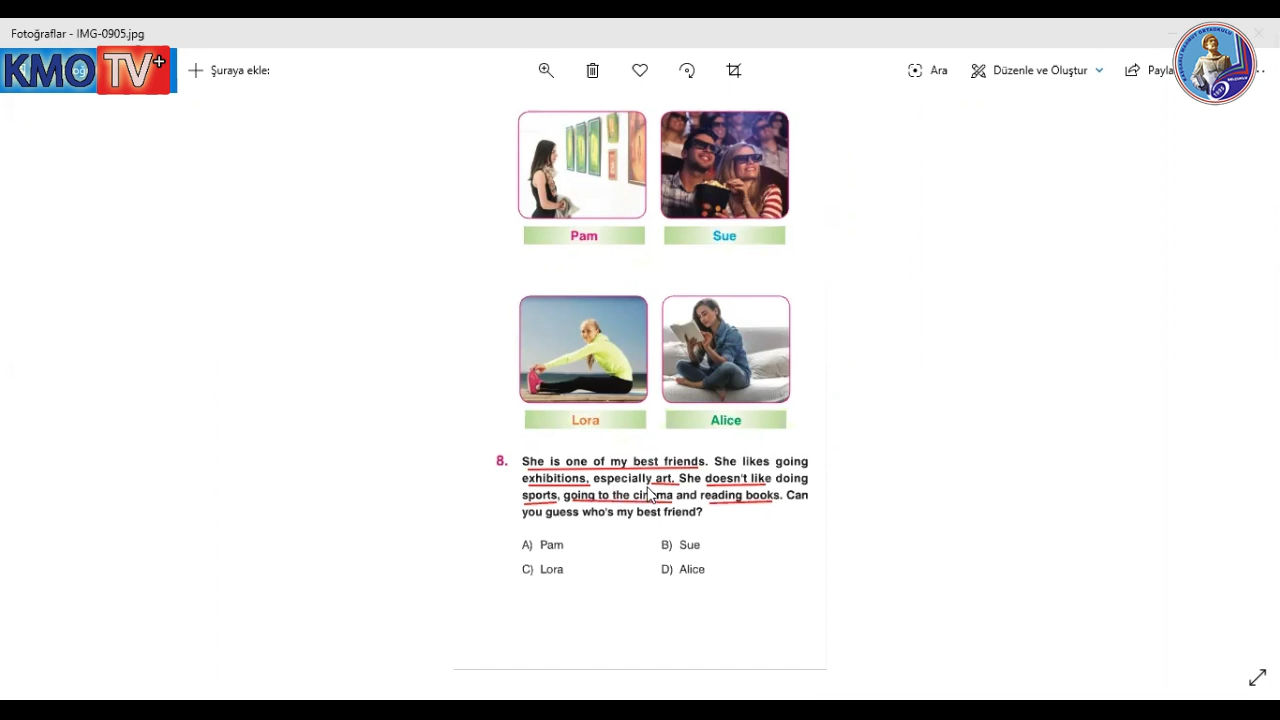 Fotoğraflar - IMG-0905.jpg
KMO TV+
Şuraya ekle:
Ara
Düzenle ve Oluştur
Payla
1955
Pam
Sue
Lora
Alice
8. She is one of my best friends. She likes going
exhibitions, especially art. She doesn't like doing
sports, going to the cinema and reading books. Can
you guess who's my best friend?
A) Pam
B) Sue
C) Lora
D) Alice